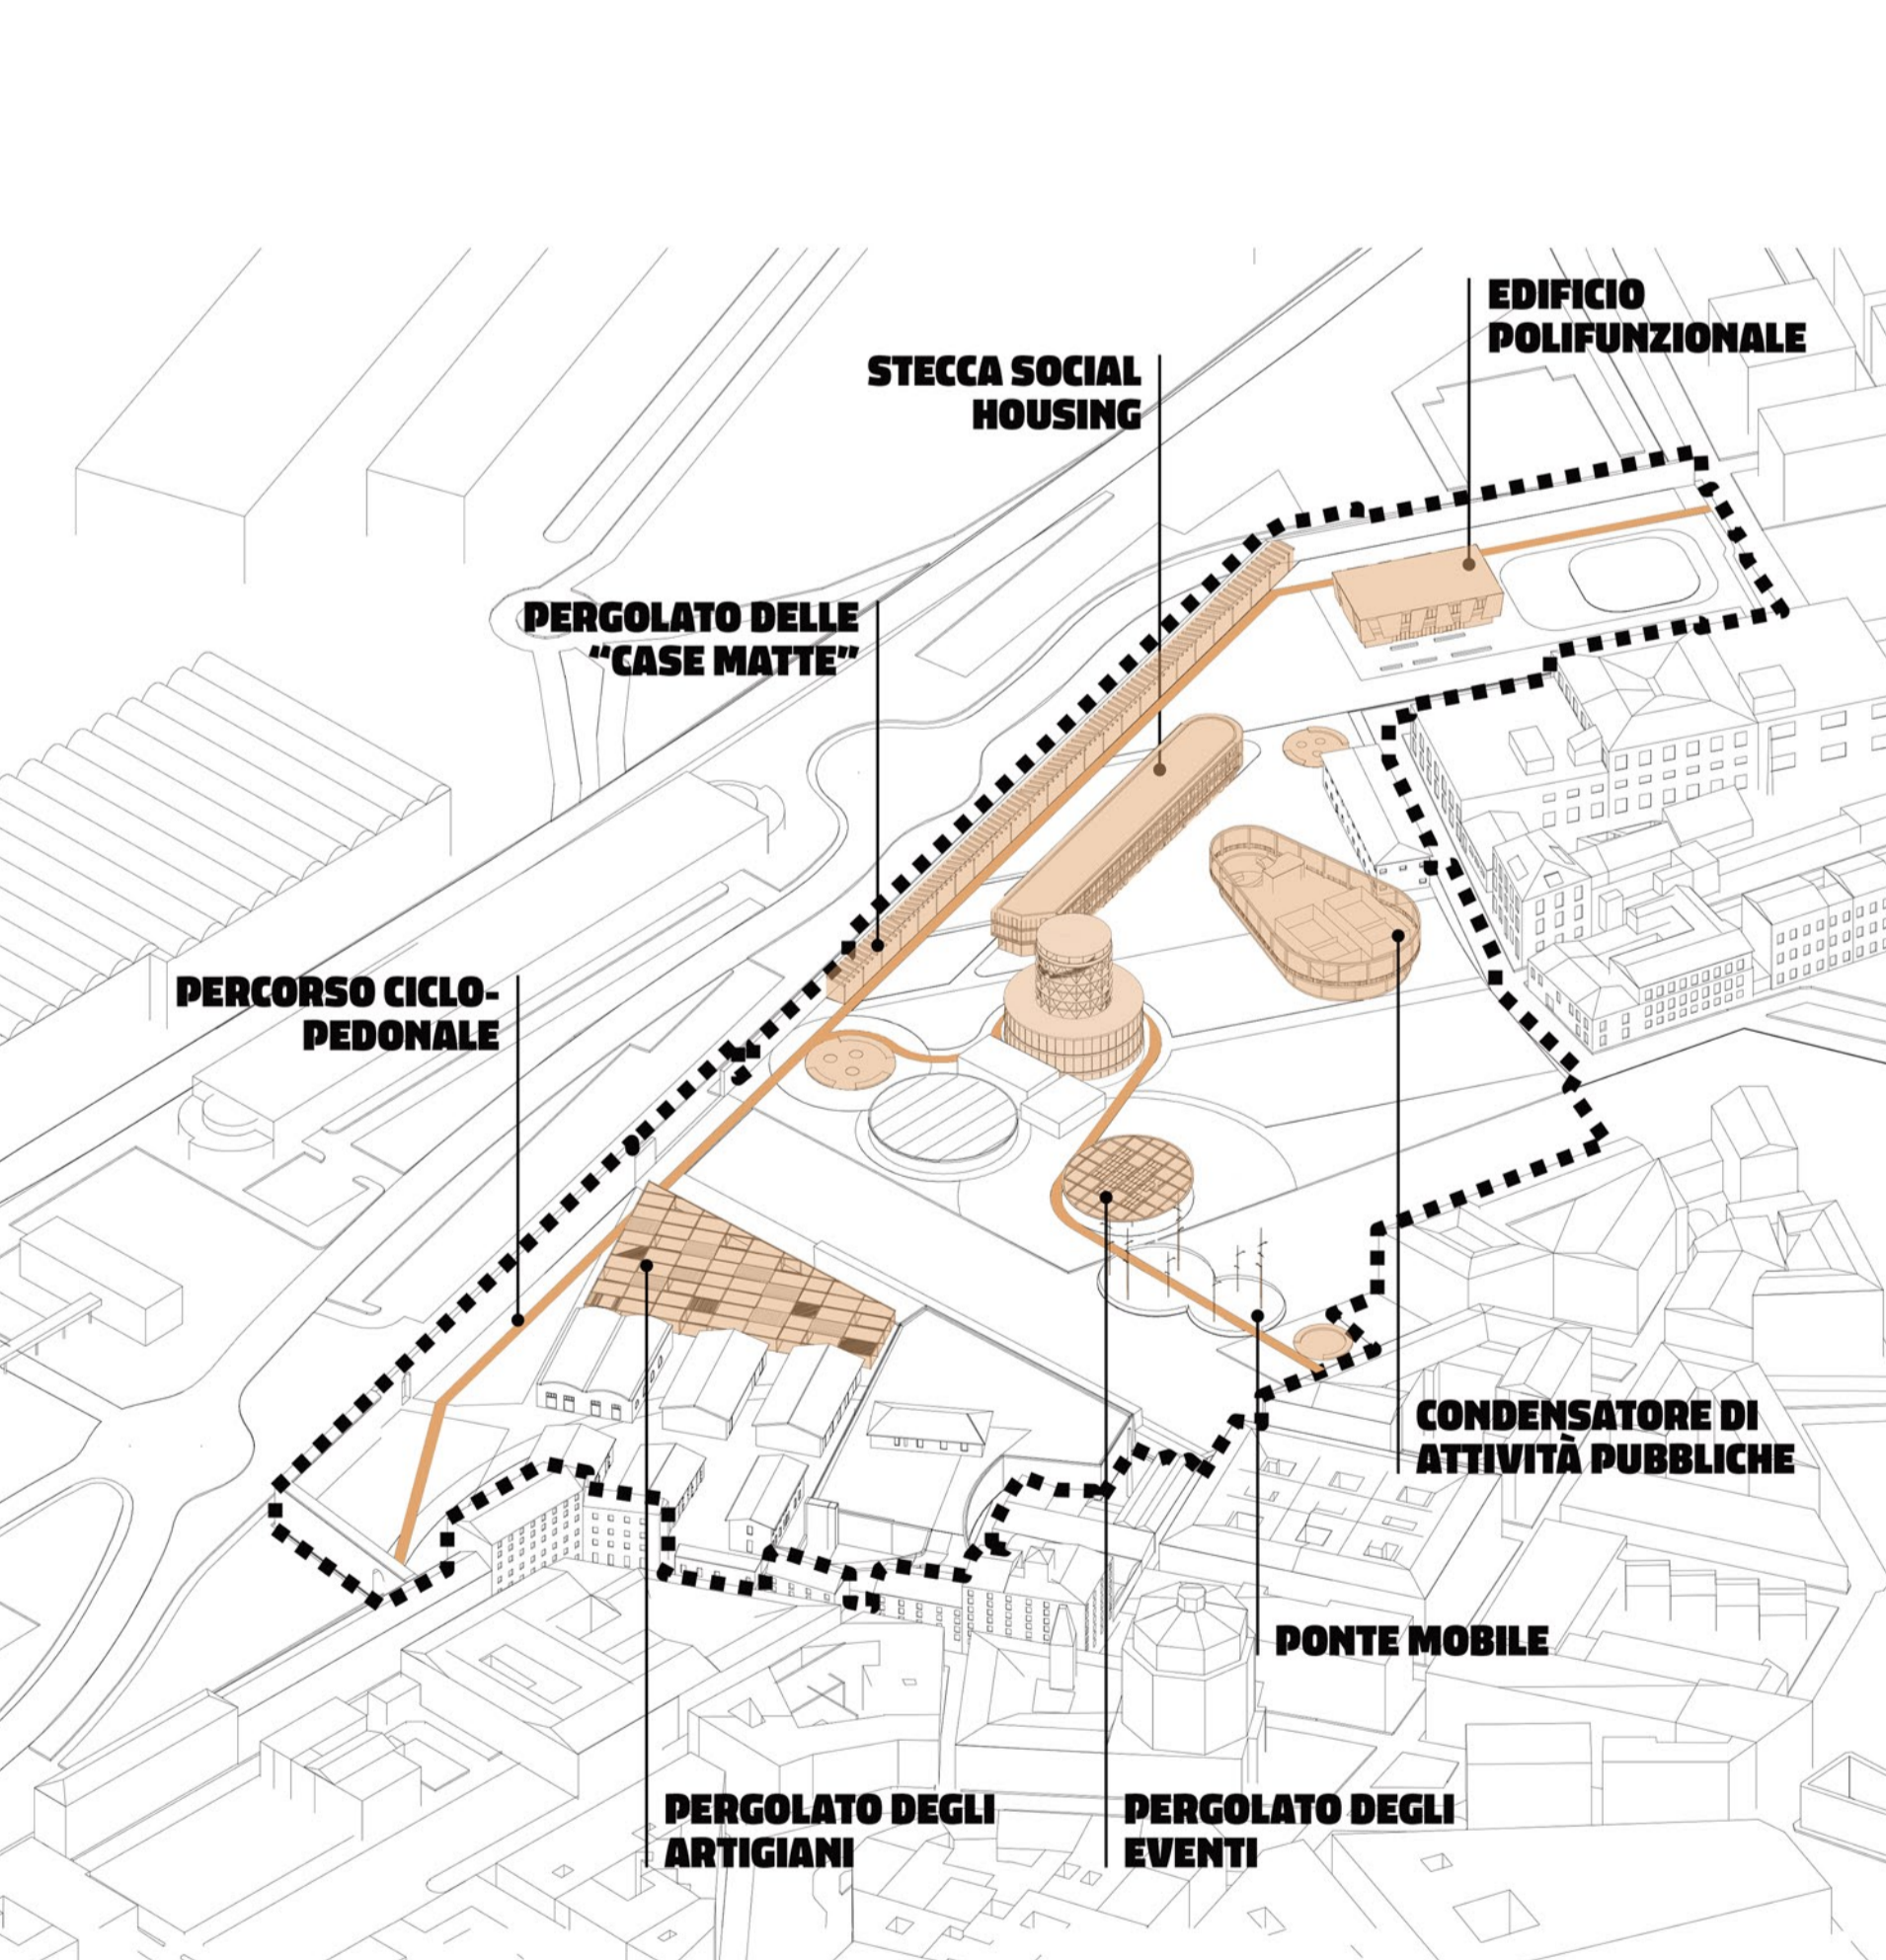 EDIFICIO
POLIFUNZIONALE
STECCA SOCIAL
HOUSING
PERGOLATO DELLE
“CASE MATTE”
PERCORSO CICLO-
PEDONALE
CONDENSATORE DI
ATTIVITÀ PUBBLICHE
PONTE MOBILE
PERGOLATO DEGLI
ARTIGIANI
PERGOLATO DEGLI
EVENTI